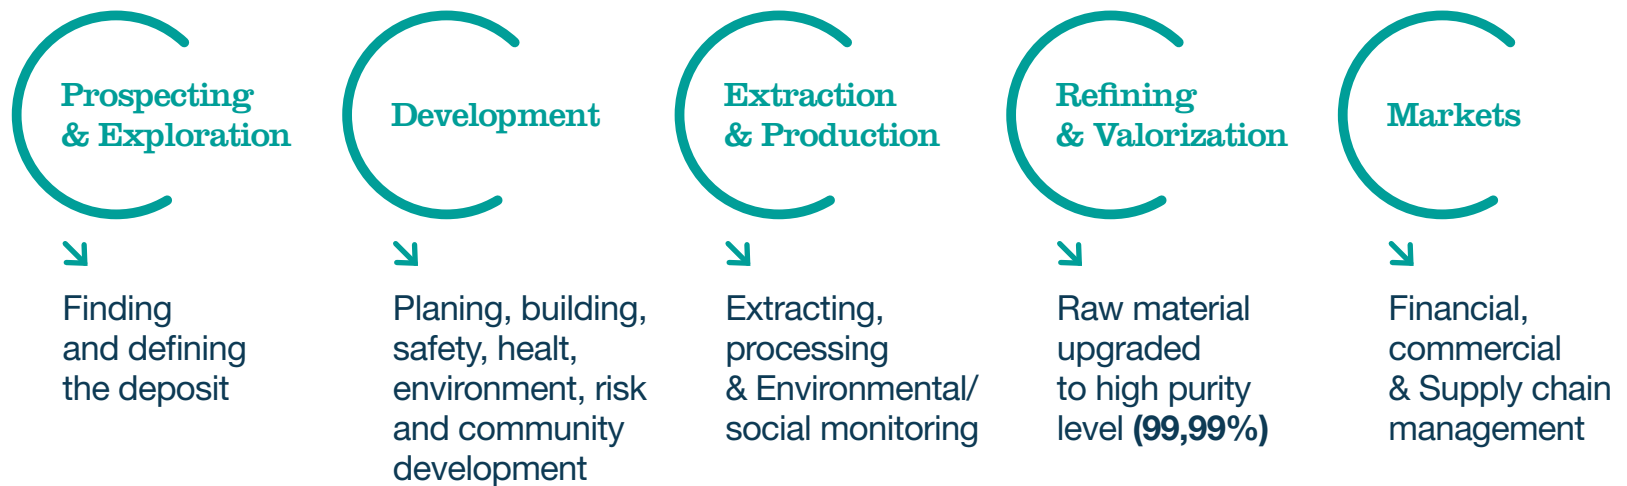 Prospecting
& Exploration
Finding
and defining
the deposit
Development
Planing, building,
safety, healt,
environment, risk
and community
development
Extraction
& Production
Extracting,
processing
& Environmental/
social monitoring
Refining
& Valorization
Raw material
upgraded
to high purity
level (99,99%)
Markets
Financial,
commercial
& Supply chain
management